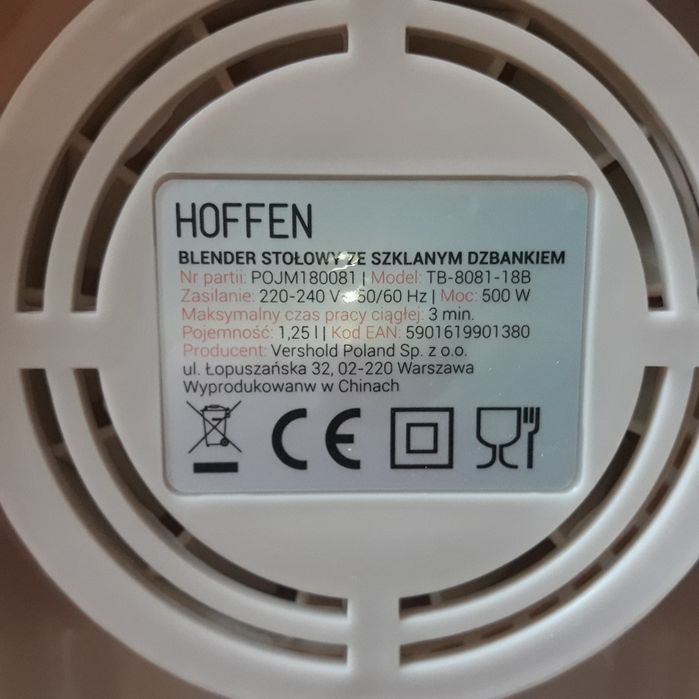 HOFFEN
BLENDER STOŁOWY ZE SZKLANYM DZBANKIEM
Nr partii: POJM180081 | Model: TB-8081-18B
Zasilanie: 220-240 V~ 50/60 Hz | Moc: 500 W
Maksymalny czas pracy ciągłej: 3 min.
Pojemność: 1,25 l | Kod EAN: 5901619901380
Producent: Vershold Poland Sp. z o.o.
ul. Łopuszańska 32, 02-220 Warszawa
Wyprodukowanw w Chinach
CE